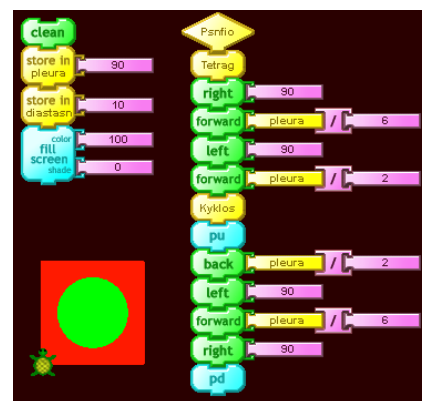 clean
store in
pleura
90
store in
diastasn
10
color
100
fill
screen
shade
0
Psnfio
Tetrag
right
90
forward
pleura
/
6
left
90
forward
pleura
/
2
Kyklos
pu
back
pleura
/
2
left
90
forward
pleura
/
6
right
90
pd